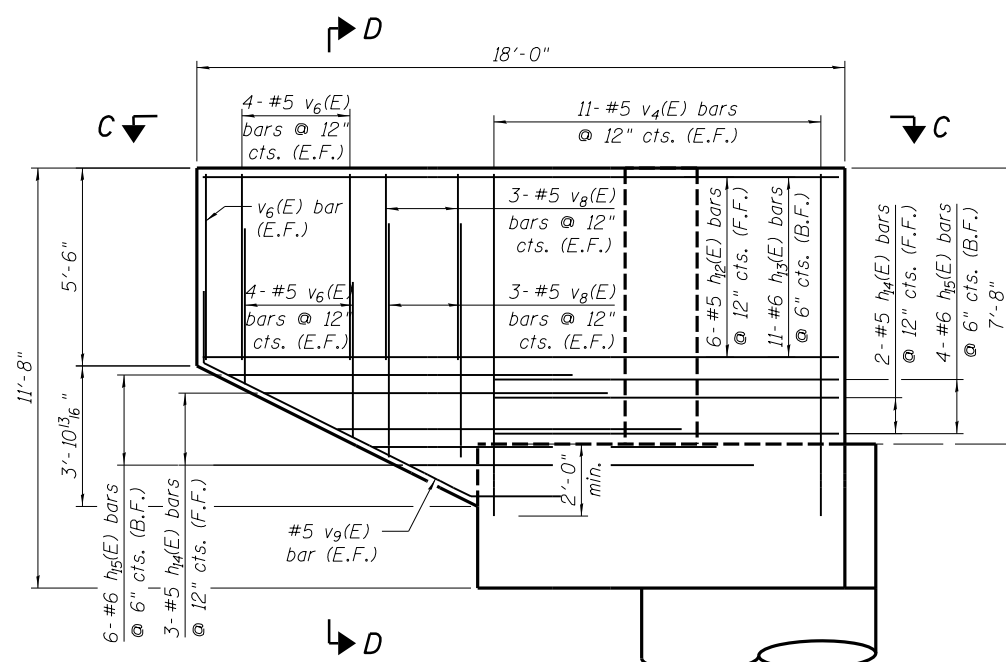 D
18'-0"
4- #5 v6(E)
bars @ 12"
cts. (E.F.)
11- #5 v4(E) bars
@ 12" cts. (E.F.)
C
C
v6(E) bar
(E.F.)
3- #5 v8(E)
bars @ 12"
cts. (E.F.)
4- #5 v6(E)
bars @ 12"
cts. (E.F.)
3- #5 v8(E)
bars @ 12"
cts. (E.F.)
6- #5 h12(E) bars
@ 12" cts. (F.F.)
11- #6 h13(E) bars
@ 6" cts. (B.F.)
2- #5 h14(E) bars
@ 12" cts. (F.F.)
4- #6 h15(E) bars
@ 6" cts. (B.F.)
7'-8"
5'-6"
11'-8"
3'-10 13/16"
2'-0"
min.
#5 v9(E)
bar (E.F.)
6- #6 h15(E) bars
@ 6" cts. (B.F.)
3- #5 h14(E) bars
@ 12" cts. (F.F.)
D